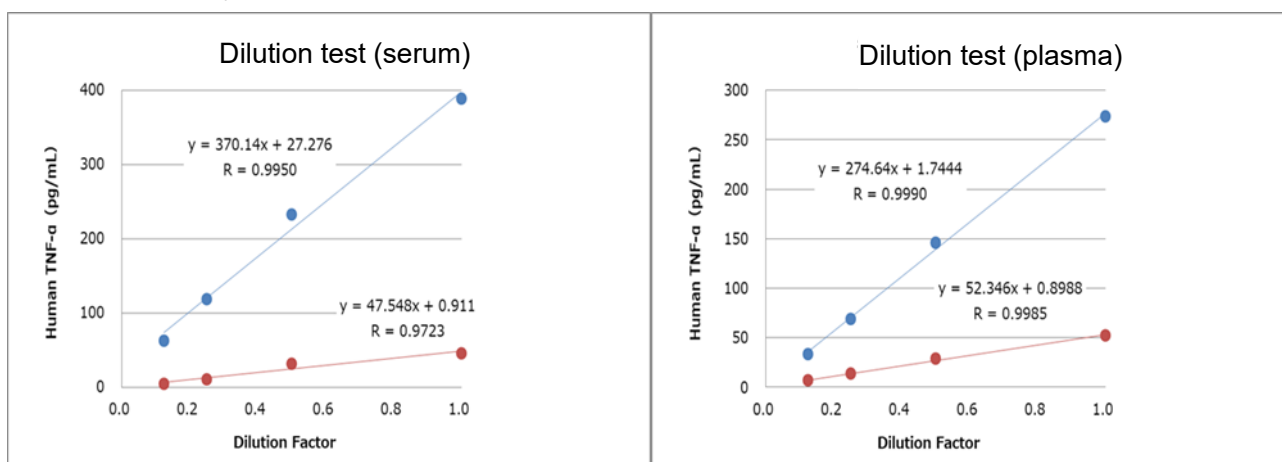 Dilution test (serum)
Human TNF-α (pg/mL)
400
300
200
100
0
y = 370.14x + 27.276
R = 0.9950
y = 47.548x + 0.911
R = 0.9723
0.0 0.2 0.4 0.6 0.8 1.0
Dilution Factor
Dilution test (plasma)
Human TNF-α (pg/mL)
300
250
200
150
100
50
0
y = 274.64x + 1.7444
R = 0.9990
y = 52.346x + 0.8988
R = 0.9985
0.0 0.2 0.4 0.6 0.8 1.0
Dilution Factor